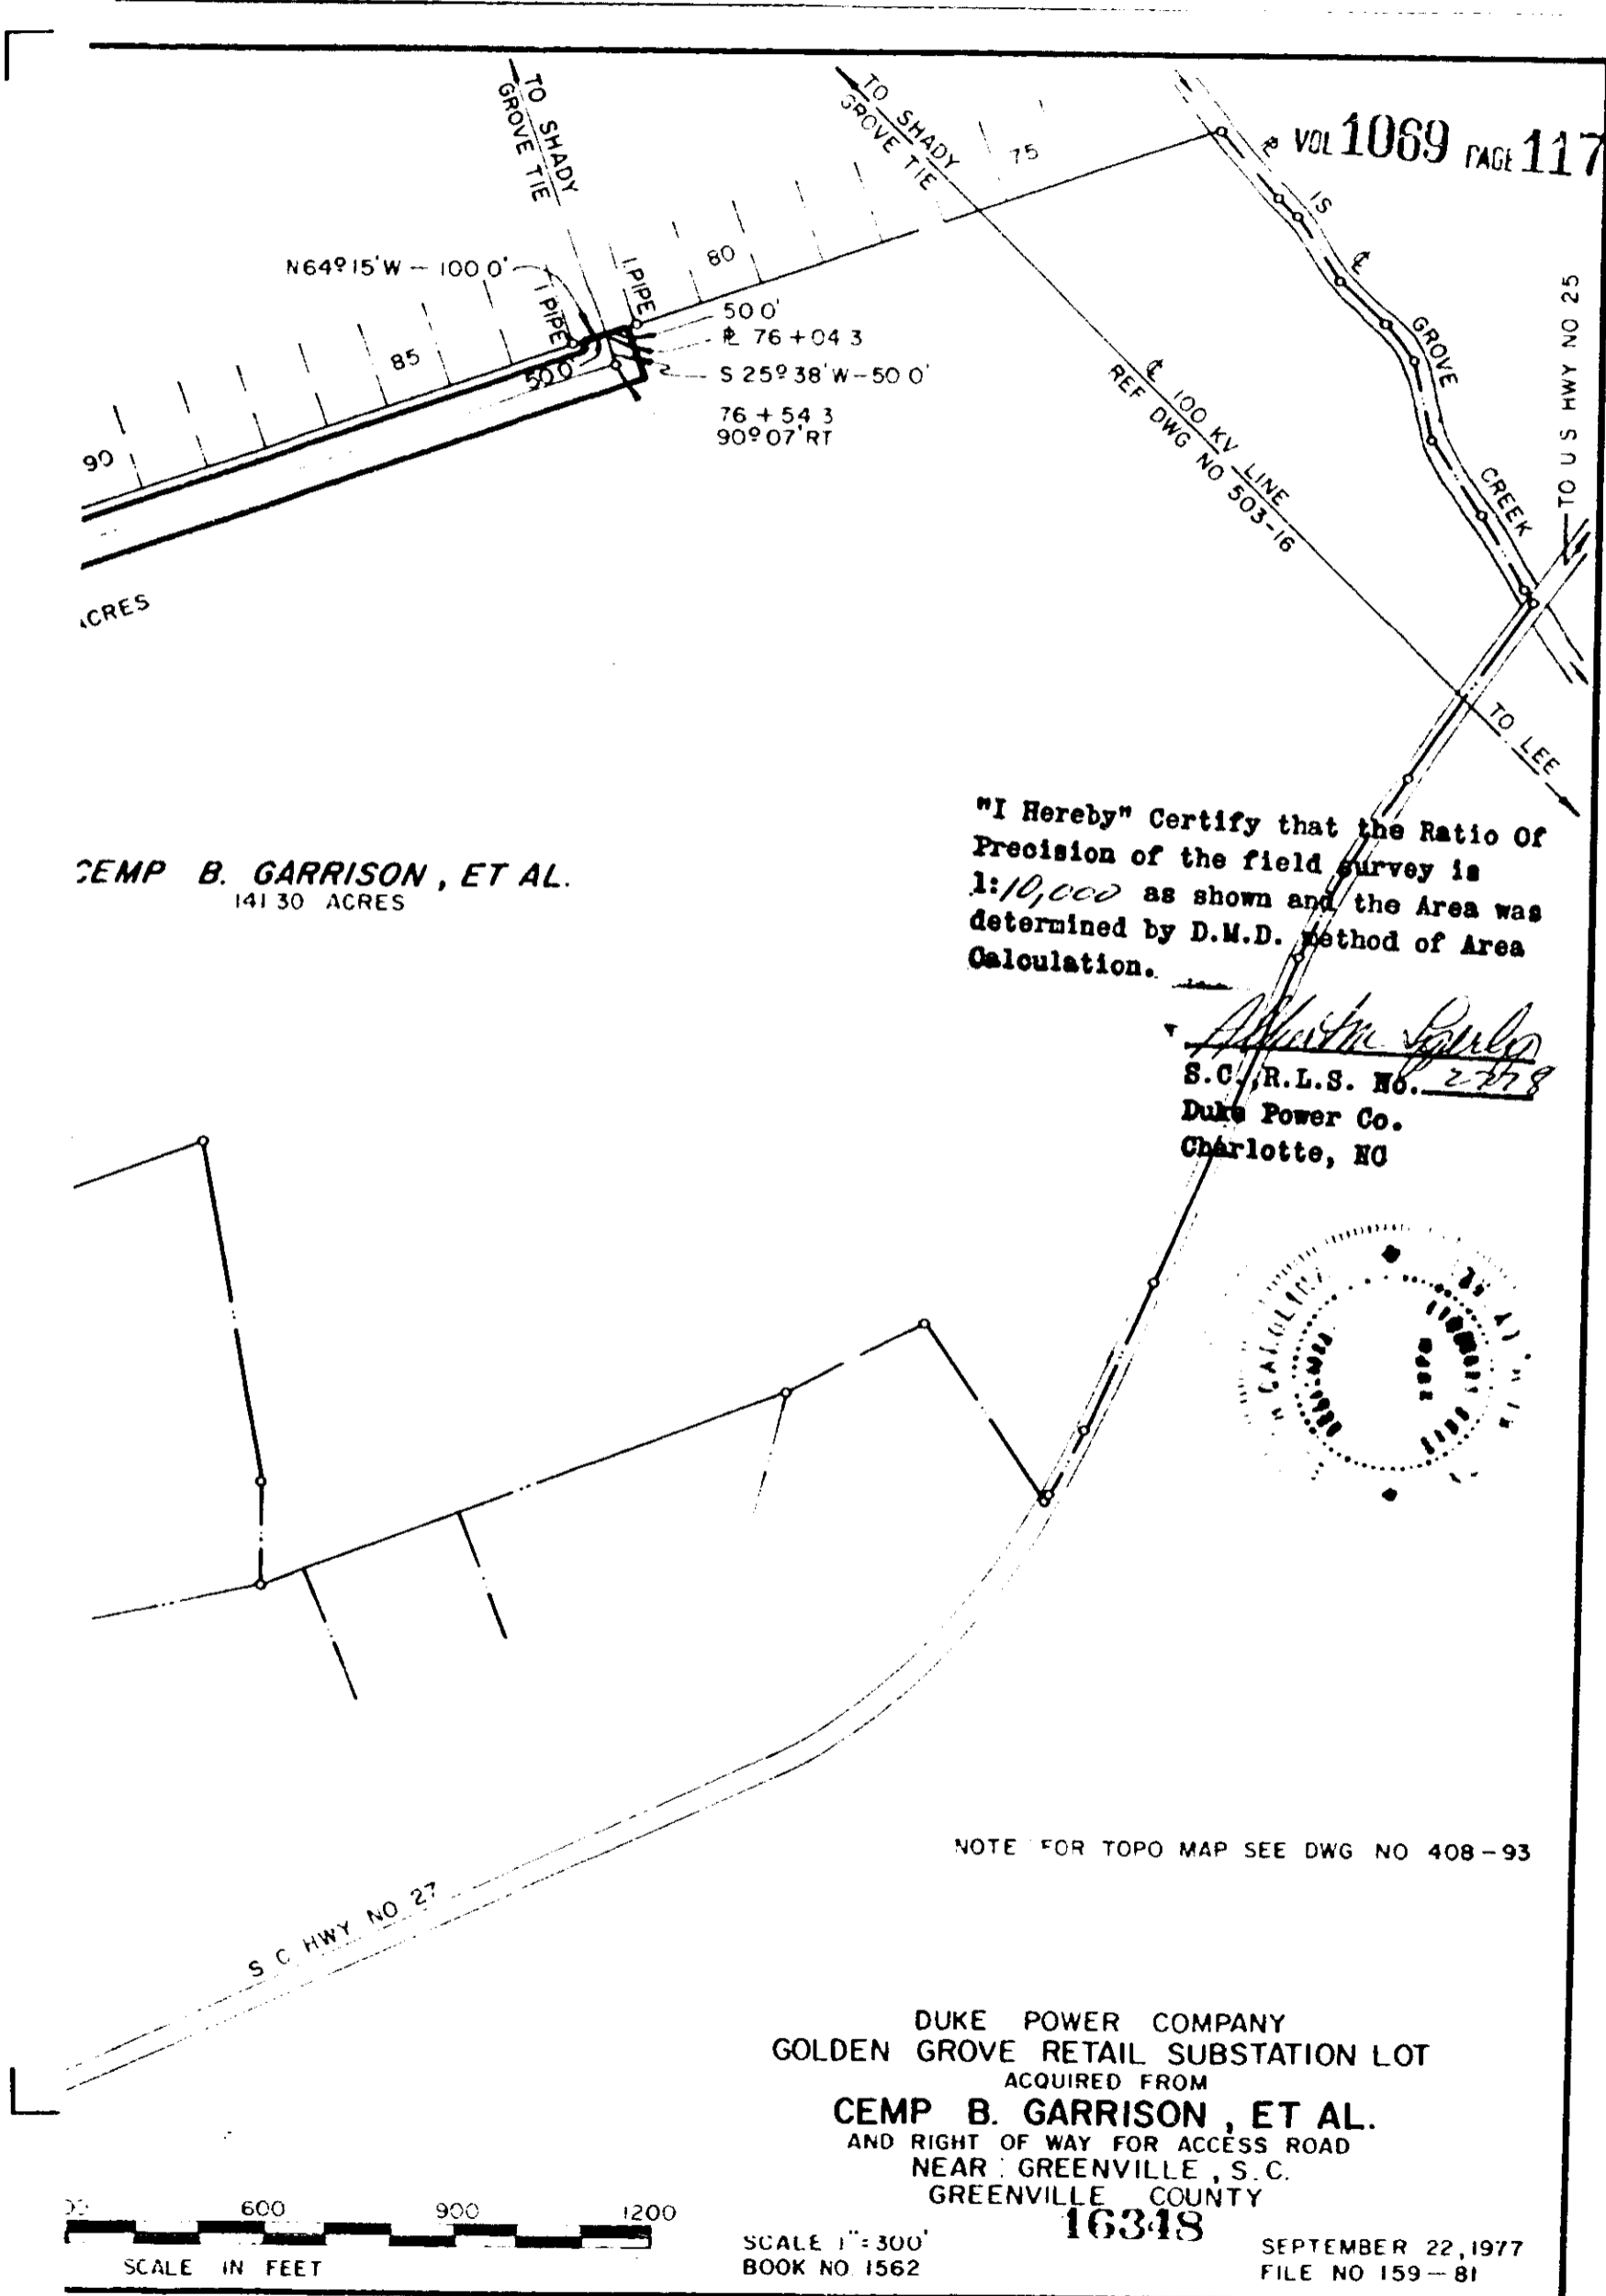 VOL 1069 PAGE 117
TO SHADY
GROVE TIE
TO SHADY
GROVE TIE
75
80
85
90
N64°15'W - 100 0'
I PIPE
I PIPE
50 0'
50 0'
PL 76+04 3
S 25° 38' W-50 0'
76 + 54 3
90° 07' RT
PL IS CL GROVE CREEK
TO U S HWY NO 25
CL 100 KV LINE
REF DWG NO 503-16
TO LEE
ACRES
CEMP B. GARRISON, ET AL.
141 30 ACRES
"I Hereby" Certify that the Ratio Of
Precision of the field survey is
1:10,000 as shown and the Area was
determined by D.M.D. method of Area
Calculation.
S.C. R.L.S. No. 2778
Duke Power Co.
Charlotte, NC
NOTE FOR TOPO MAP SEE DWG NO 408-93
S C HWY NO 27
DUKE POWER COMPANY
GOLDEN GROVE RETAIL SUBSTATION LOT
ACQUIRED FROM
CEMP B. GARRISON, ET AL.
AND RIGHT OF WAY FOR ACCESS ROAD
NEAR : GREENVILLE, S.C.
GREENVILLE COUNTY
16348
600 900 1200
SCALE IN FEET
SCALE 1"=300'
BOOK NO. 1562
SEPTEMBER 22, 1977
FILE NO 159-81